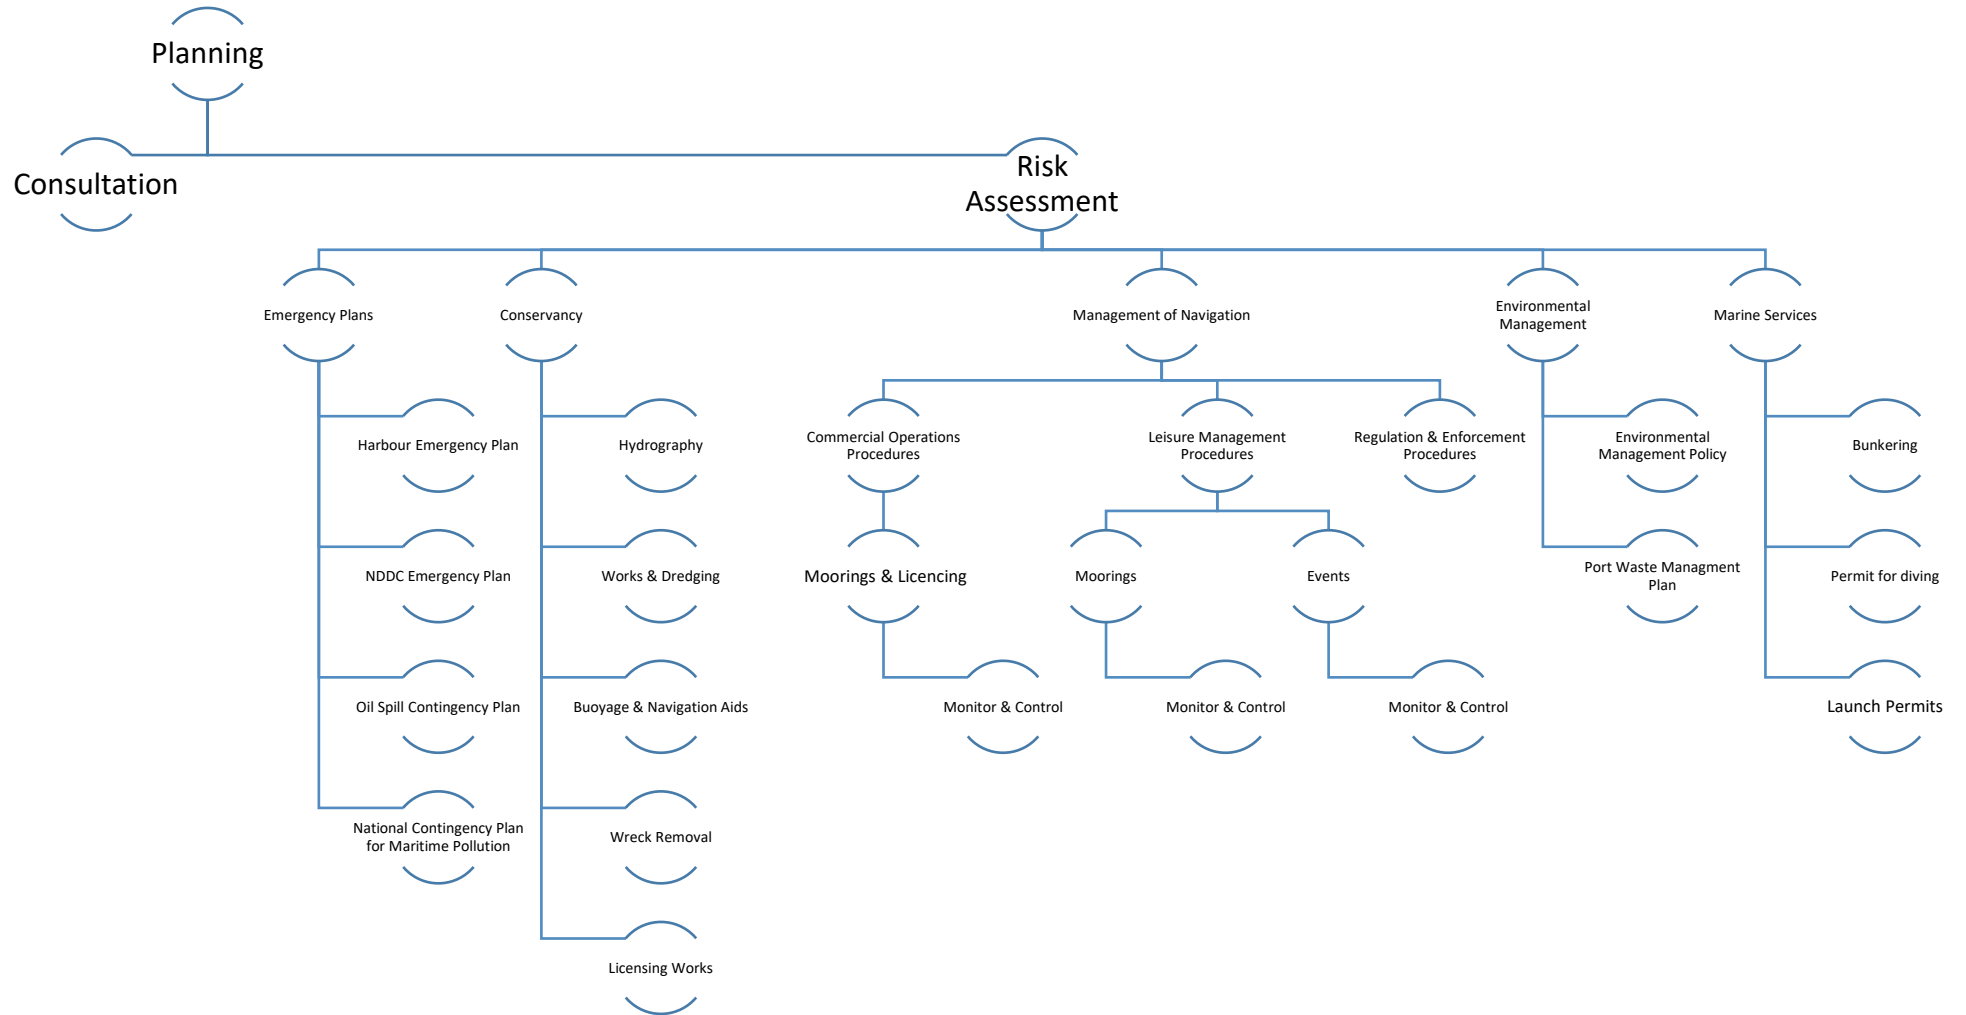 Planning
Consultation
Risk
Assessment
Emergency Plans
Conservancy
Management of Navigation
Environmental
Management
Marine Services
Harbour Emergency Plan
Hydrography
Commercial Operations
Procedures
Leisure Management
Procedures
Regulation & Enforcement
Procedures
Environmental
Management Policy
Bunkering
NDDC Emergency Plan
Works & Dredging
Moorings & Licencing
Moorings
Events
Port Waste Managment
Plan
Permit for diving
Oil Spill Contingency Plan
Buoyage & Navigation Aids
Monitor & Control
Monitor & Control
Monitor & Control
Launch Permits
National Contingency Plan
for Maritime Pollution
Wreck Removal
Licensing Works